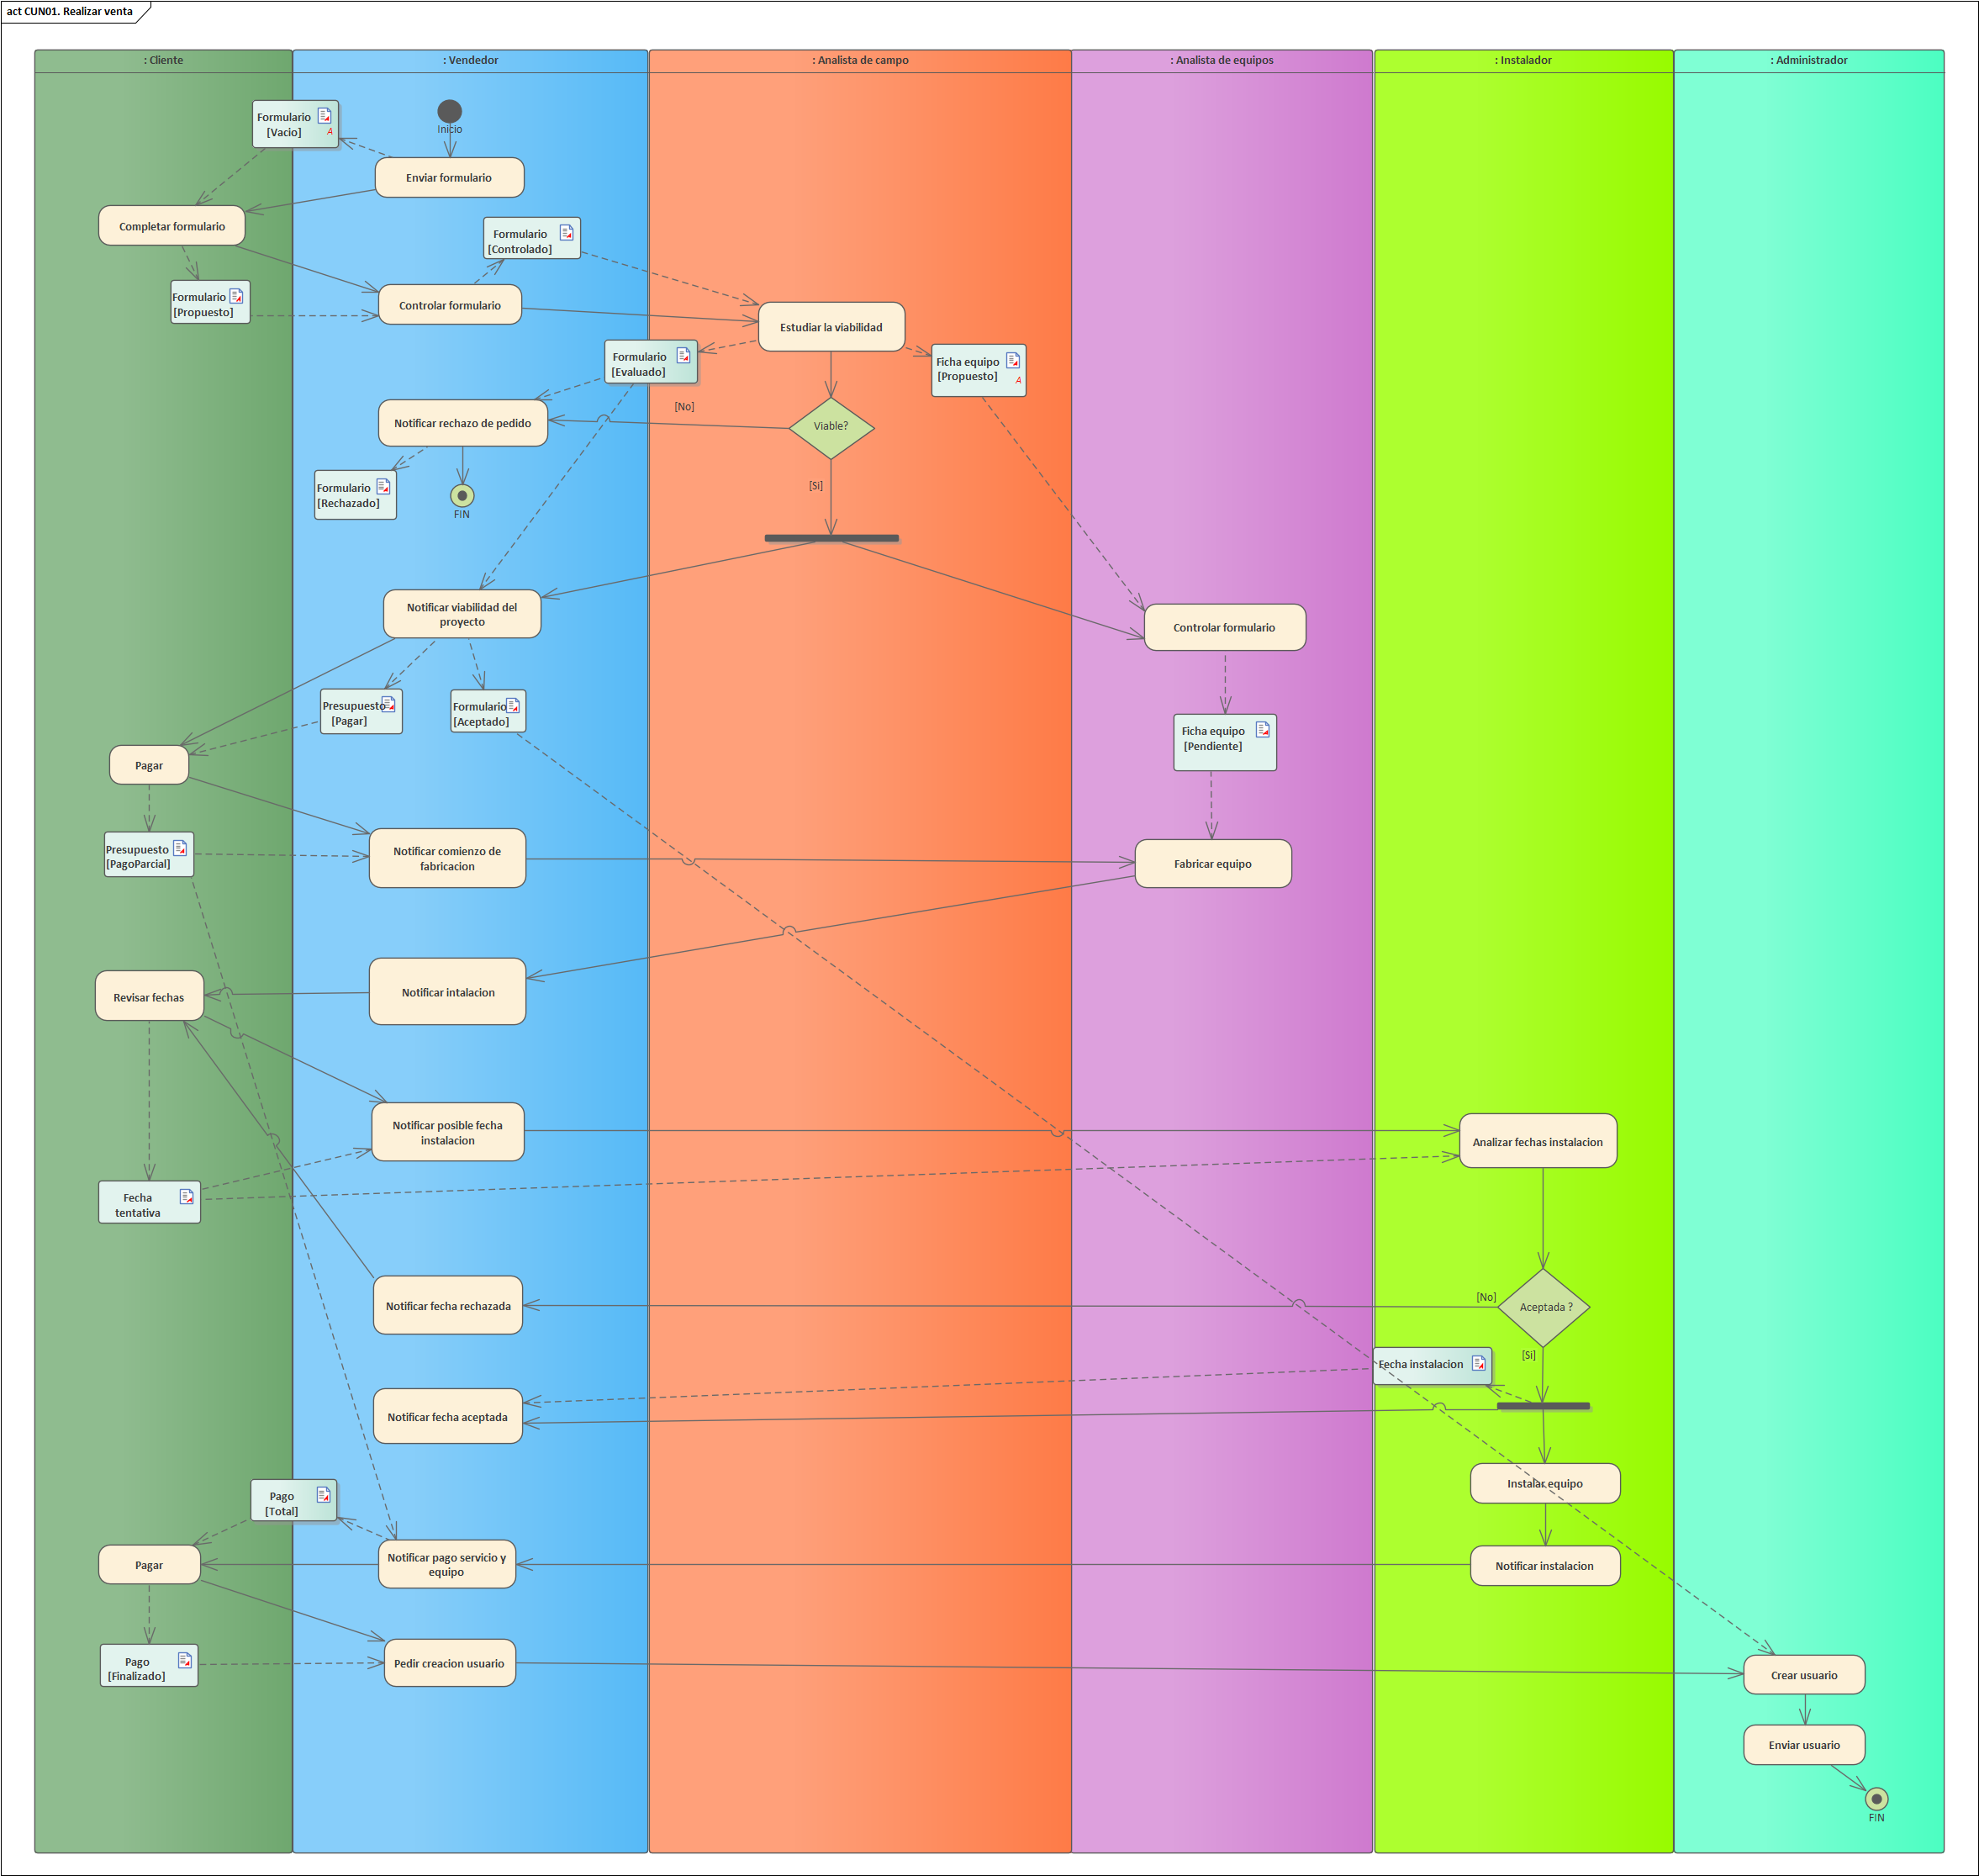 act CUN01. Realizar venta
: Cliente
: Vendedor
: Analista de campo
: Analista de equipos
: Instalador
: Administrador
Formulario
[Vacio]
A
Inicio
Enviar formulario
Completar formulario
Formulario
[Controlado]
Formulario
[Propuesto]
Controlar formulario
Estudiar la viabilidad
Formulario
[Evaluado]
Ficha equipo
[Propuesto]
A
[No]
Notificar rechazo de pedido
Viable?
Formulario
[Rechazado]
FIN
[Si]
Notificar viabilidad del
proyecto
Controlar formulario
Presupuesto
[Pagar]
Formulario
[Aceptado]
Ficha equipo
[Pendiente]
Pagar
Presupuesto
[PagoParcial]
Notificar comienzo de
fabricacion
Fabricar equipo
Revisar fechas
Notificar intalacion
Notificar posible fecha
instalacion
Analizar fechas instalacion
Fecha
tentativa
Notificar fecha rechazada
[No]
Aceptada ?
[Si]
Fecha instalacion
Notificar fecha aceptada
Instalar equipo
Pago
[Total]
Pagar
Notificar pago servicio y
equipo
Notificar instalacion
Pago
[Finalizado]
Pedir creacion usuario
Crear usuario
Enviar usuario
FIN